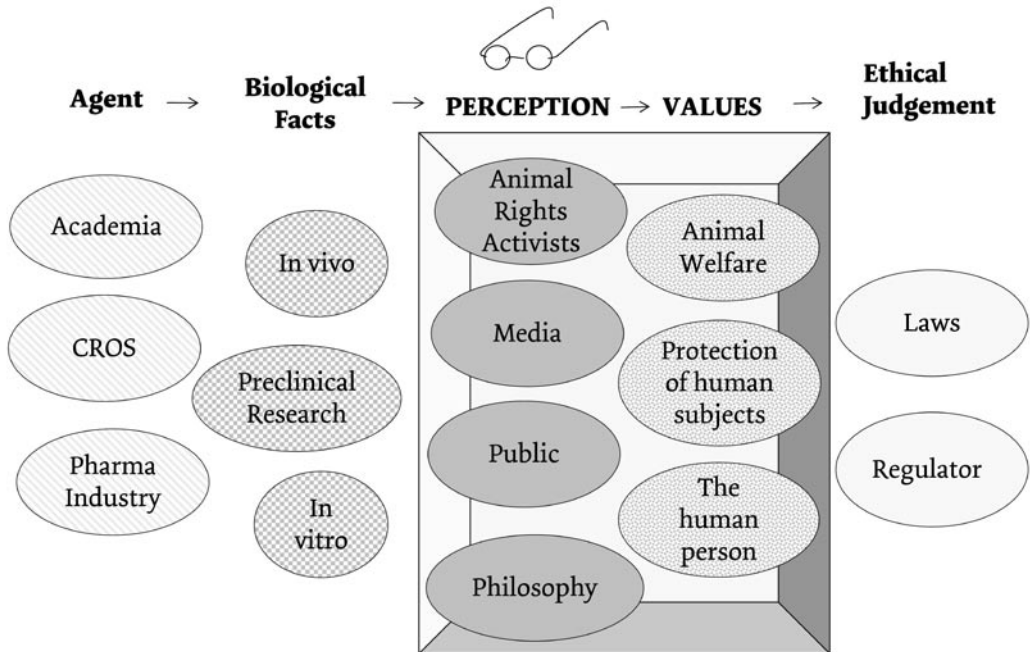 Agent → Biological Facts → PERCEPTION → VALUES → Ethical Judgement
Academia
CROS
Pharma
Industry
In vivo
Preclinical
Research
In
vitro
Animal
Rights
Activists
Media
Public
Philosophy
Animal
Welfare
Protection
of human
subjects
The
human
person
Laws
Regulator